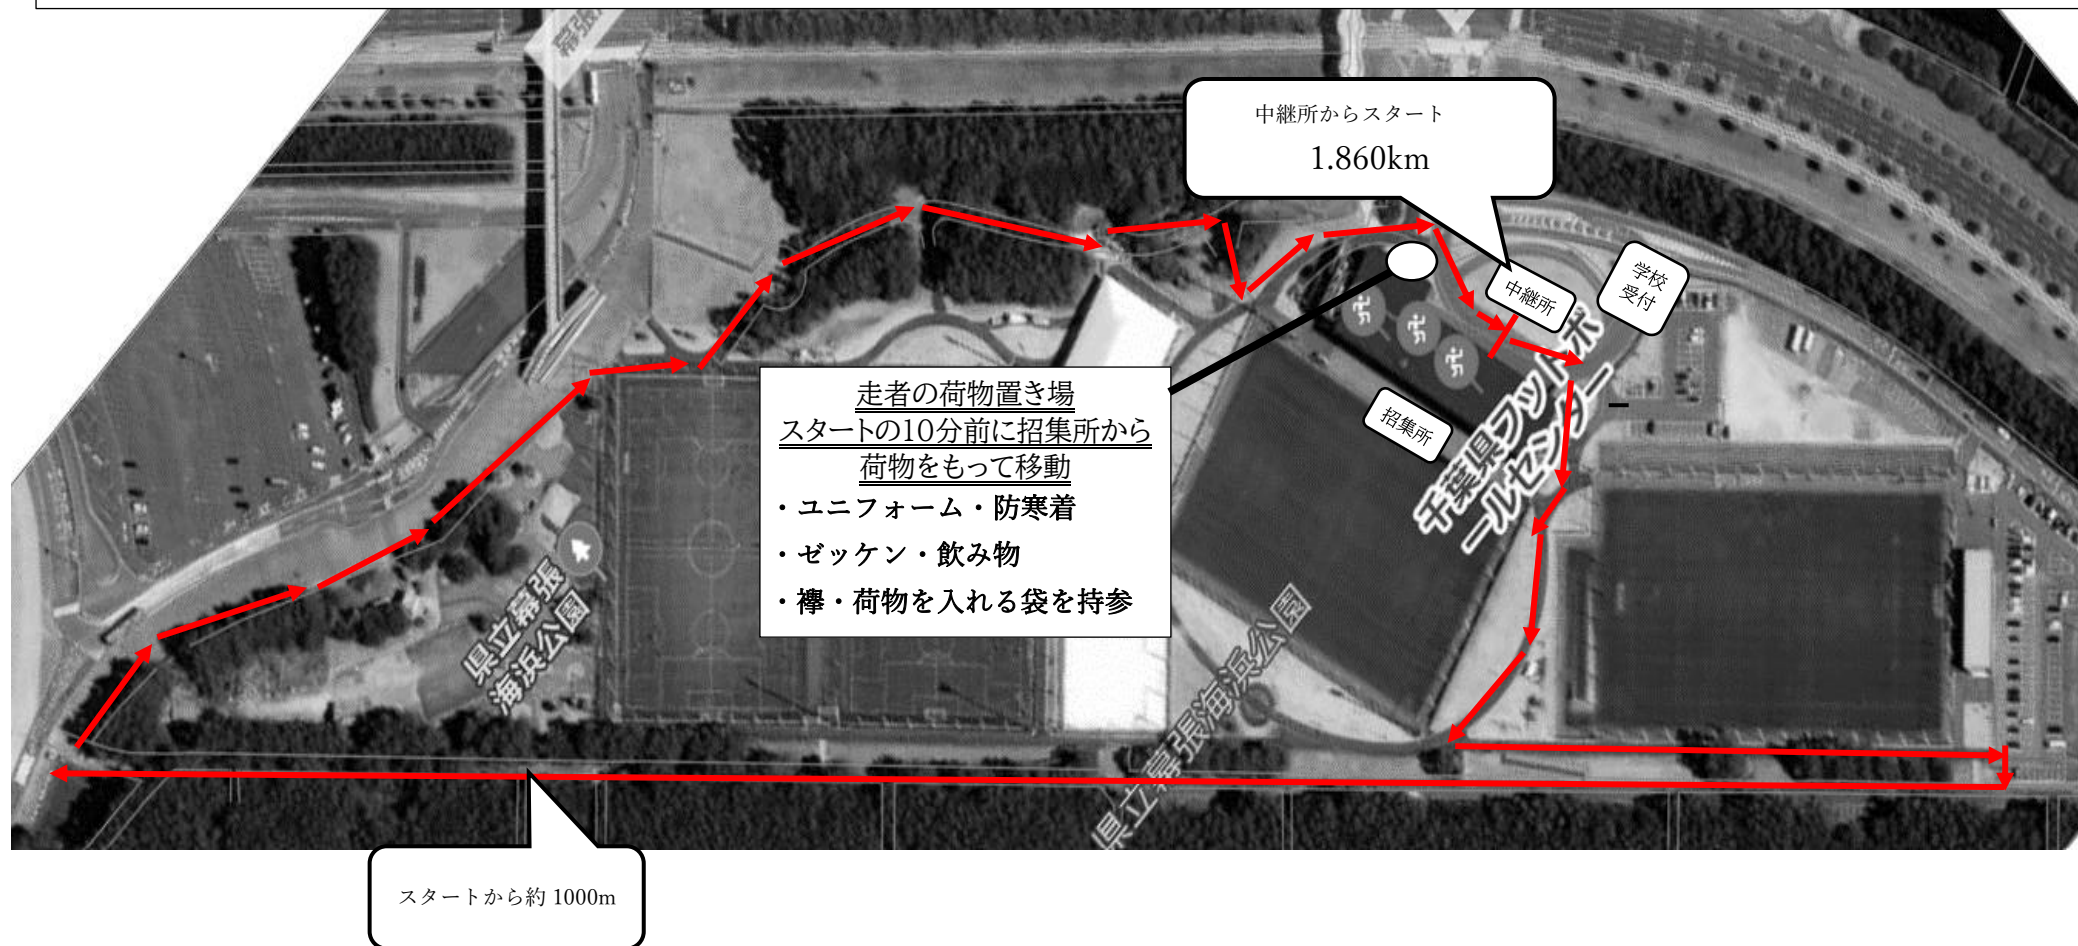 幕張
中継所からスタート
1.860km
学校
受付
中継所
招集所
走者の荷物置き場
スタートの10分前に招集所から
荷物をもって移動
・ユニフォーム・防寒着
・ゼッケン・飲み物
・襷・荷物を入れる袋を持参
千葉県フットボ
ールセンター
県立幕張
海浜公園
県立幕張海浜公園
スタートから約 1000m